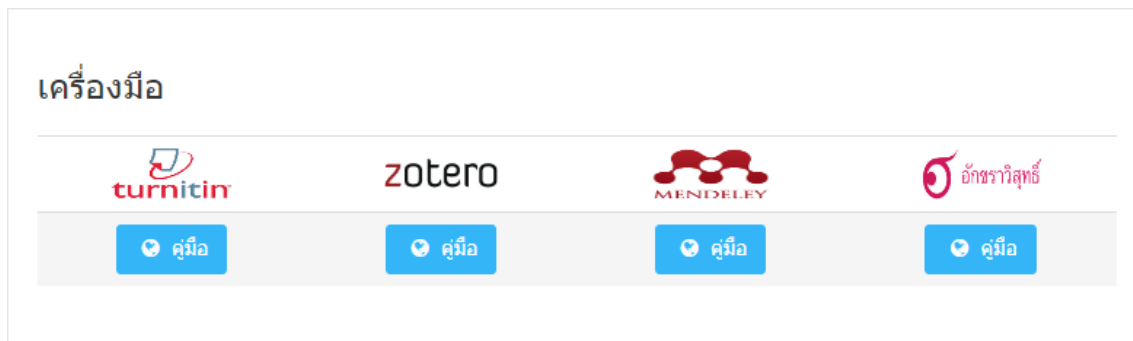 เครื่องมือ
turnitin zotero MENDELEY อักขราวิสุทธิ์
คู่มือ คู่มือ คู่มือ คู่มือ